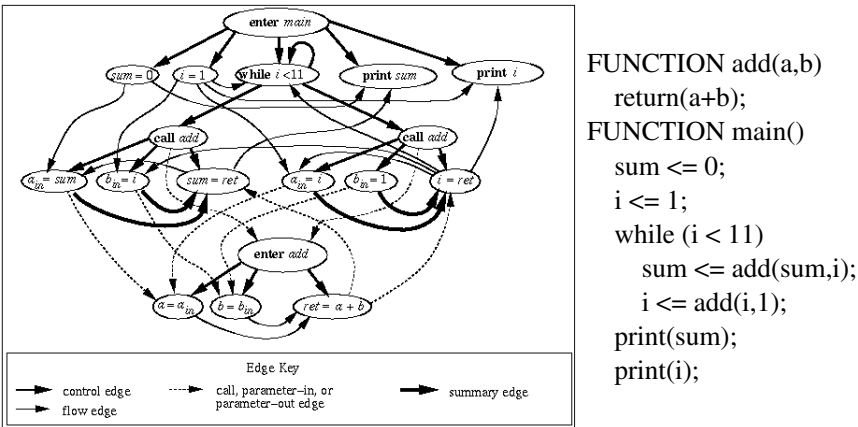 enter main
sum = 0
i = 1
while i <11
print sum
print i
call add
call add
a_in = sum
b_in = i
sum = ret
a_in = i
b_in = 1
i = ret
enter add
a = a_in
b = b_in
ret = a + b
Edge Key
control edge
flow edge
call, parameter–in, or
parameter–out edge
summary edge
FUNCTION add(a,b)
return(a+b);
FUNCTION main()
sum <= 0;
i <= 1;
while (i < 11)
sum <= add(sum,i);
i <= add(i,1);
print(sum);
print(i);